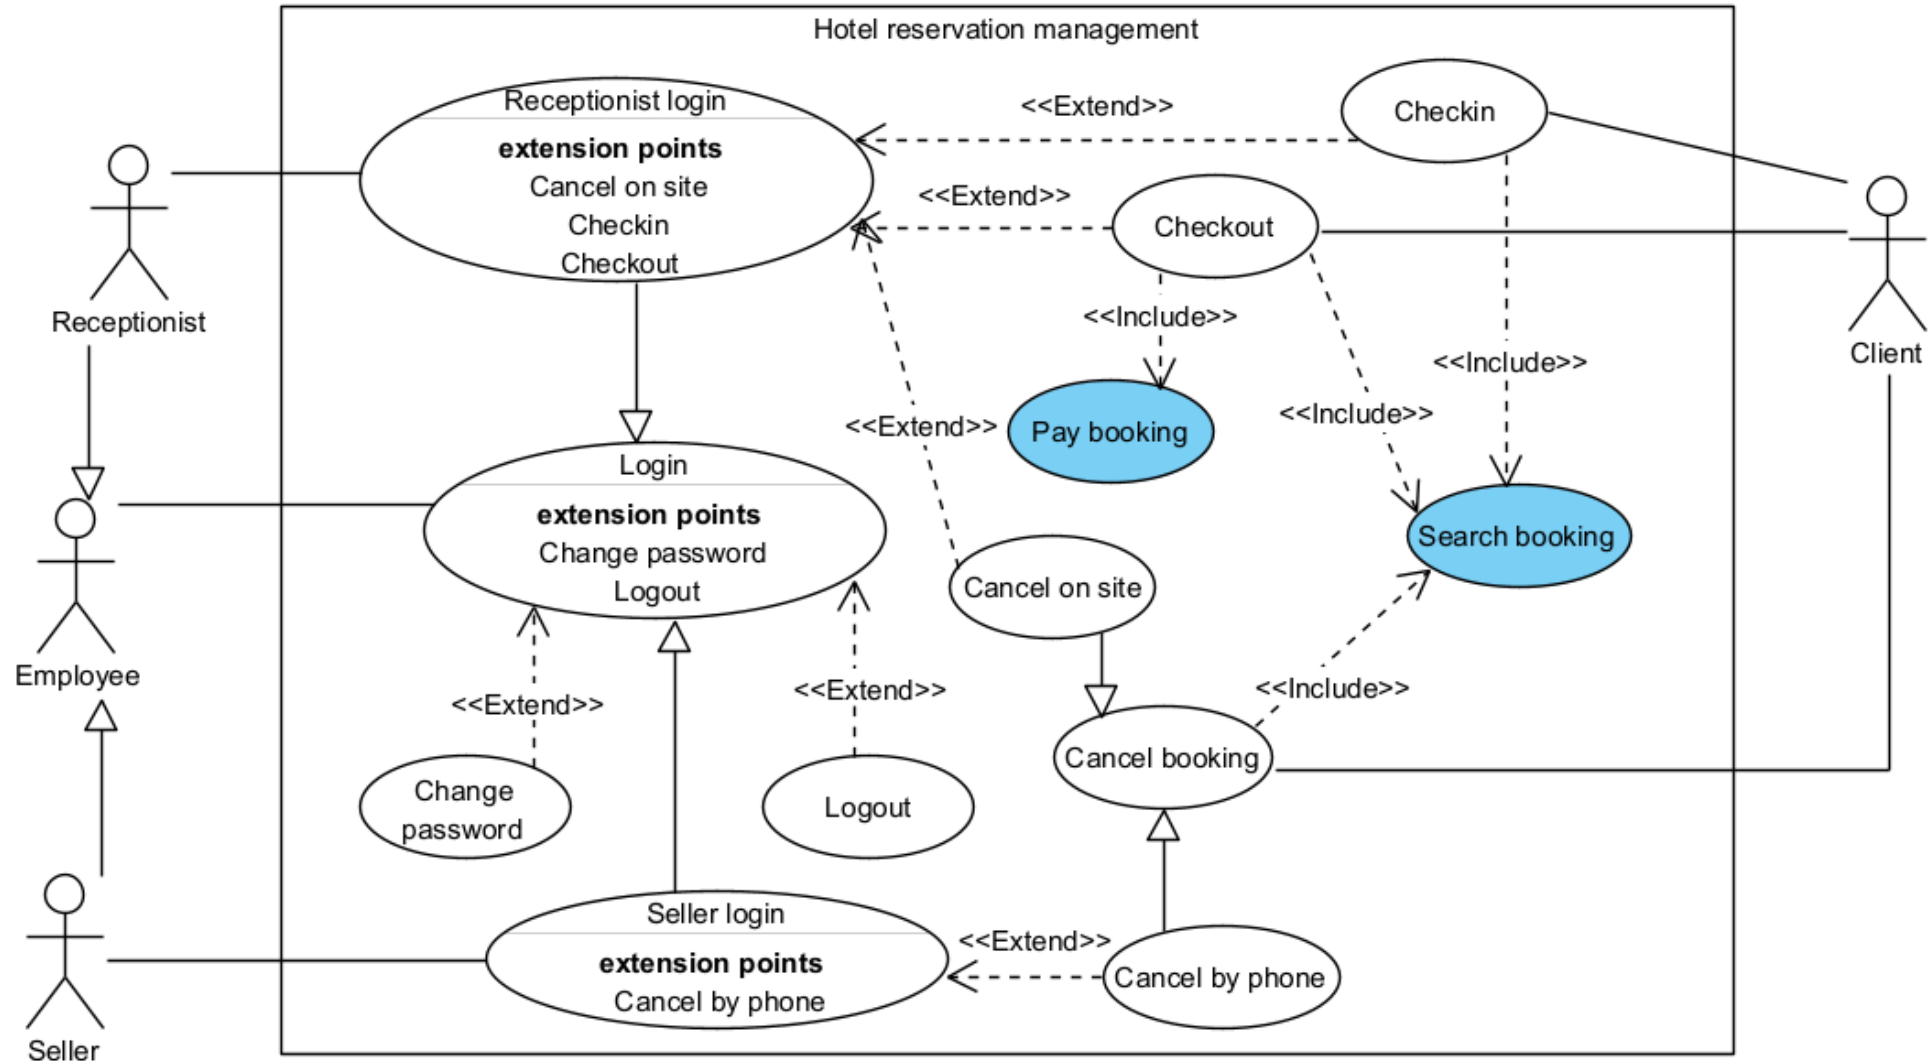 Hotel reservation management
Receptionist login
extension points
Cancel on site
Checkin
Checkout
<<Extend>>
Checkin
<<Extend>>
Checkout
Receptionist
<<Include>>
Client
<<Include>>
<<Include>>
<<Extend>>
Pay booking
Login
extension points
Change password
Logout
Search booking
Cancel on site
Employee
<<Extend>>
<<Extend>>
<<Include>>
Cancel booking
Change
password
Logout
Seller login
extension points
Cancel by phone
<<Extend>>
Cancel by phone
Seller